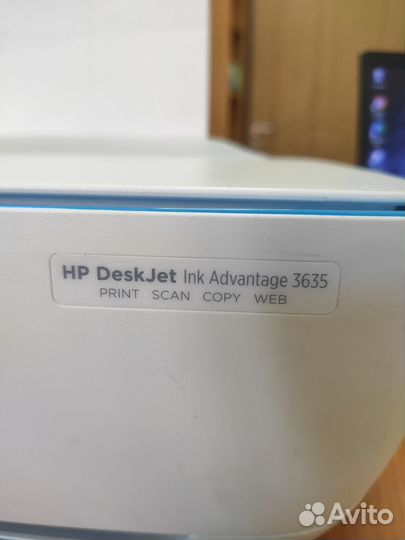 HP DeskJet Ink Advantage 3635
PRINT SCAN COPY WEB
Avito